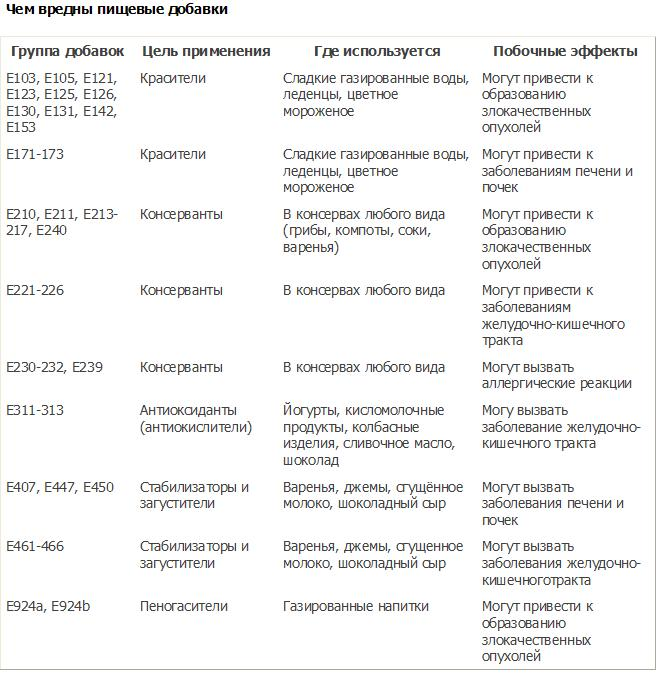 Чем вредны пищевые добавки
Группа добавок Цель применения Где используется Побочные эффекты
E103, E105, E121, Красители Сладкие газированные воды, Могут привести к
E123, E125, E126, леденцы, цветное образованию
E130, E131, E142, мороженое злокачественных
E153 опухолей
E171-173 Красители Сладкие газированные воды, Могут привести к
леденцы, цветное заболеваниям печени и
мороженое почек
E210, E211, E213- Консерванты В консервах любого вида Могут привести к
217, E240 (грибы, компоты, соки, образованию
варенья) злокачественных
опухолей
E221-226 Консерванты В консервах любого вида Могут привести к
заболеваниям
желудочно-кишечного
тракта
E230-232, E239 Консерванты В консервах любого вида Могут вызвать
аллергические реакции
E311-313 Антиоксиданты Йогурты, кисломолочные Могу вызвать
(антиокислители) продукты, колбасные заболевание желудочно-
изделия, сливочное масло, кишечного тракта
шоколад
E407, E447, E450 Стабилизаторы и Варенья, джемы, сгущённое Могут вызвать
загустители молоко, шоколадный сыр заболевания печени и
почек
E461-466 Стабилизаторы и Варенья, джемы, сгущенное Могут вызвать
загустители молоко, шоколадный сыр заболевания желудочно-
кишечноготракта
E924a, E924b Пеногасители Газированные напитки Могут привести к
образованию
злокачественных
опухолей